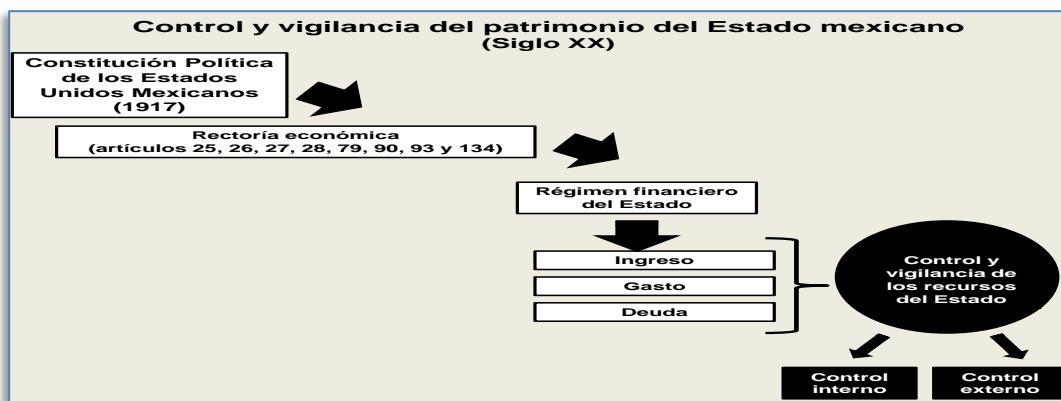 Control y vigilancia del patrimonio del Estado mexicano
(Siglo XX)
Constitución Política
de los Estados
Unidos Mexicanos
(1917)
Rectoría económica
(artículos 25, 26, 27, 28, 79, 90, 93 y 134)
Régimen financiero
del Estado
Ingreso
Gasto
Deuda
Control y
vigilancia de
los recursos
del Estado
Control
interno
Control
externo